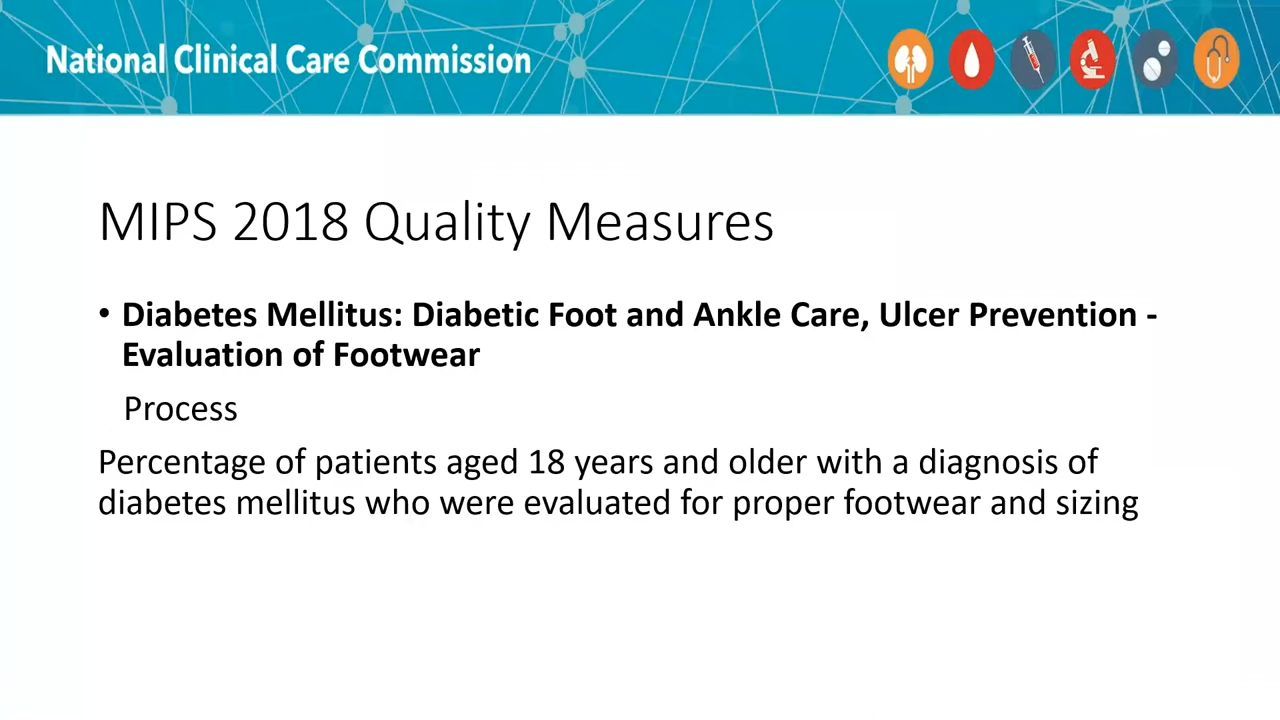 National Clinical Care Commission
MIPS 2018 Quality Measures
• Diabetes Mellitus: Diabetic Foot and Ankle Care, Ulcer Prevention -
Evaluation of Footwear
Process
Percentage of patients aged 18 years and older with a diagnosis of
diabetes mellitus who were evaluated for proper footwear and sizing